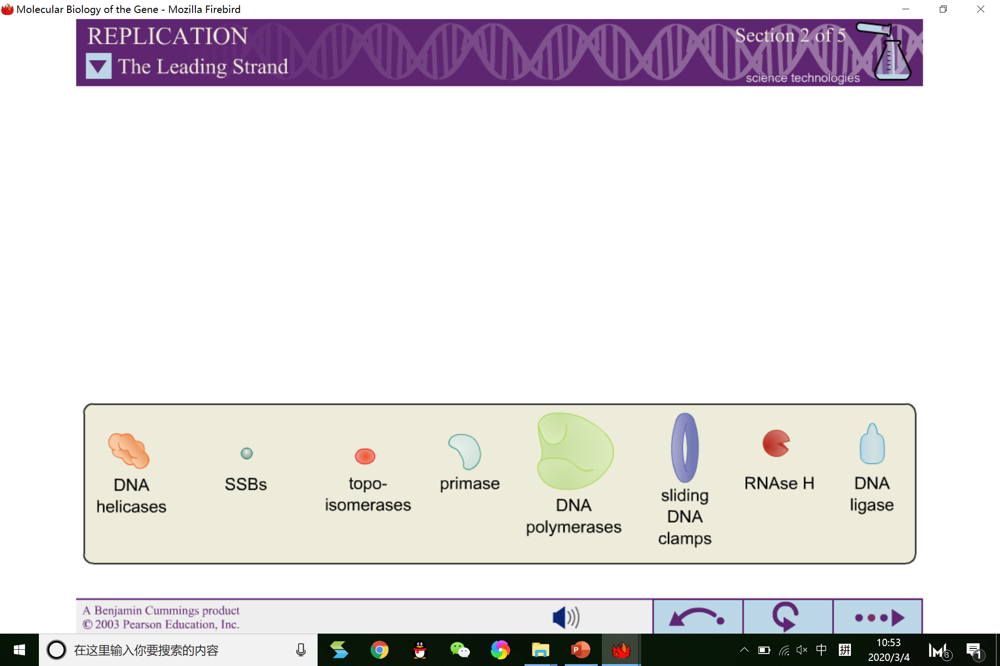 Molecular Biology of the Gene - Mozilla Firebird
REPLICATION
Section 2 of 5
The Leading Strand
science technologies
DNA
helicases
SSBs
topo-
isomerases
primase
DNA
polymerases
sliding
DNA
clamps
RNAse H
DNA
ligase
A Benjamin Cummings product
© 2003 Pearson Education, Inc.
在这里输入你要搜索的内容
P
中
拼
10:53
2020/3/4
M
3
1